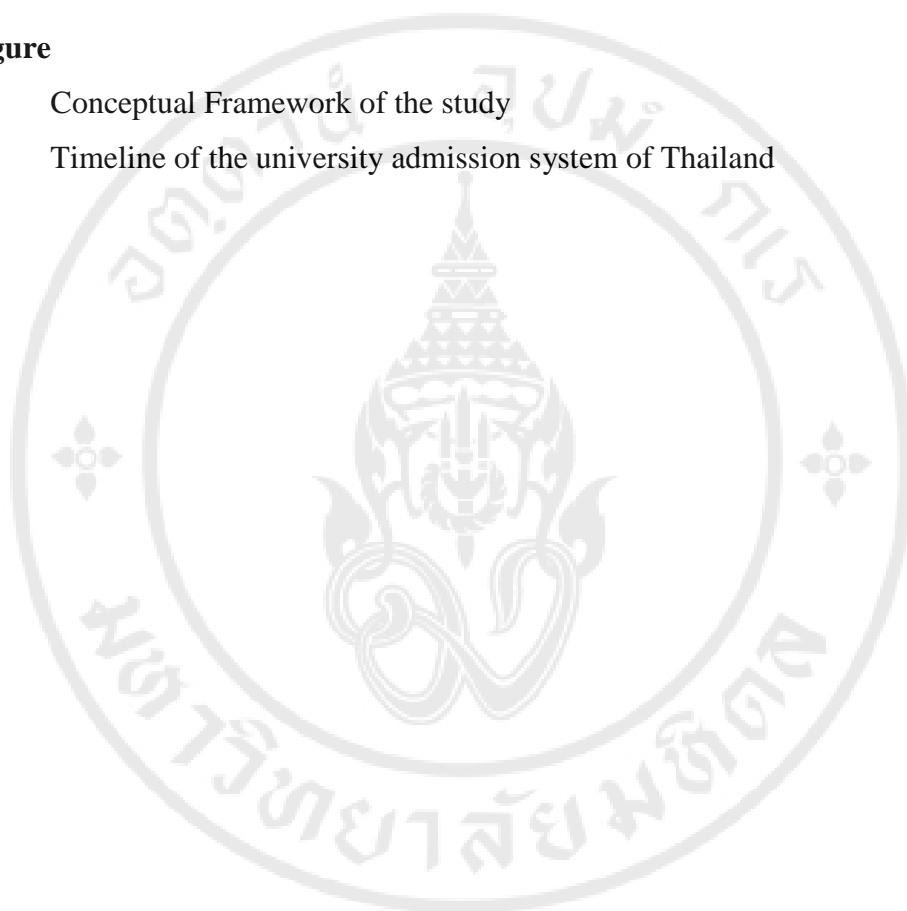 gure
Conceptual Framework of the study
Timeline of the university admission system of Thailand
อตฺตานํ อุปมํ กเร
มหาวิทยาลัยมหิดล